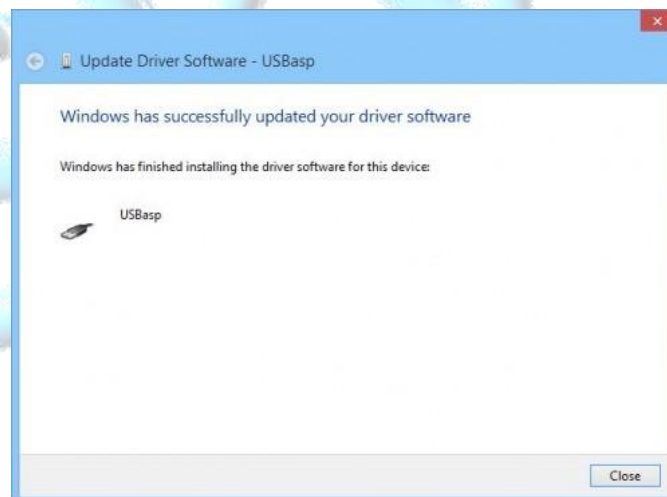 Update Driver Software - USBasp
Windows has successfully updated your driver software
Windows has finished installing the driver software for this device:
USBasp
Close